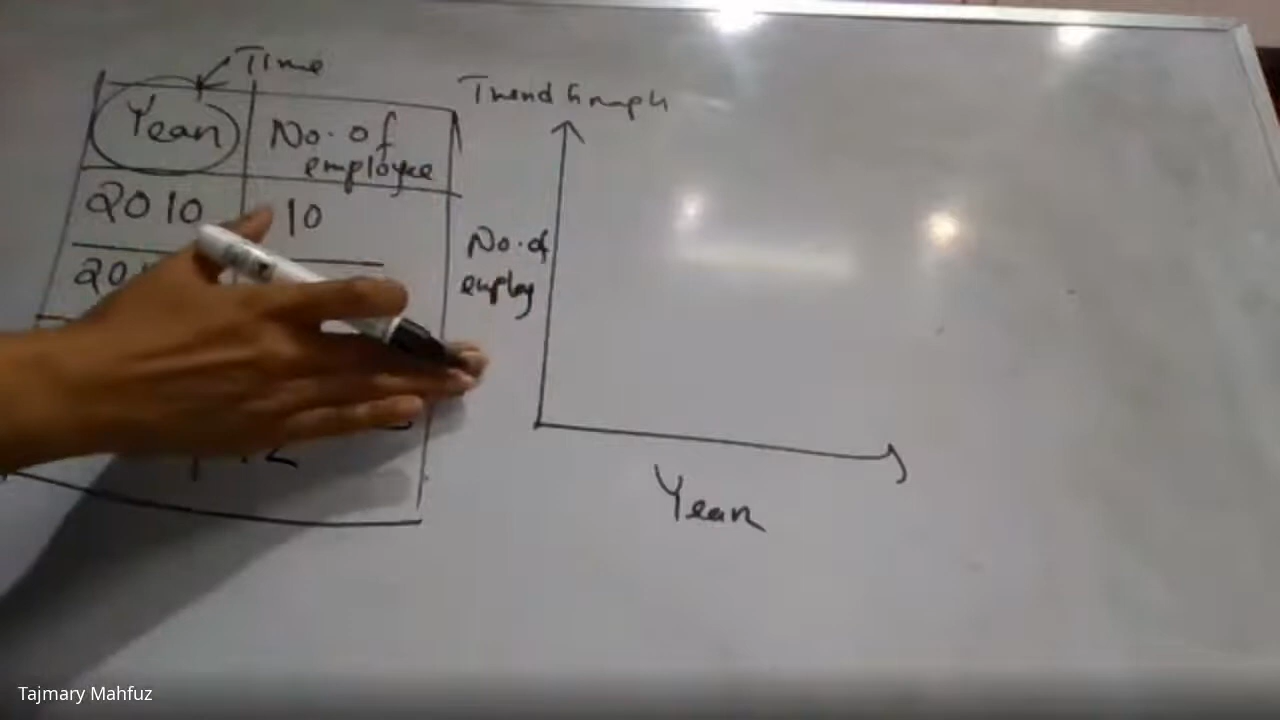 Time
Year
No. of
employee
2010
10
Trend Graph
No. of
employ
Year
Tajmary Mahfuz